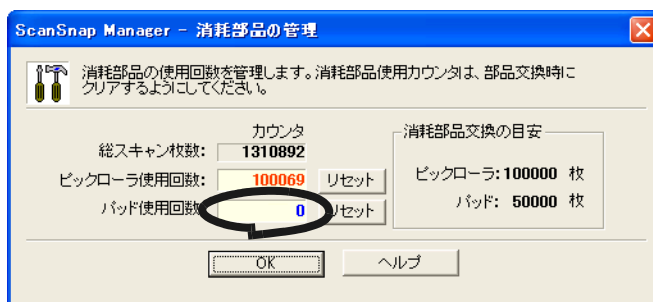 ScanSnap Manager - 消耗部品の管理
消耗部品の使用回数を管理します。消耗部品使用カウンタは、部品交換時に
クリアするようにしてください。
カウンタ
総スキャン枚数: 1310892
ピックローラ使用回数: 100069 リセット
パッド使用回数 0 リセット
消耗部品交換の目安
ピックローラ: 100000 枚
パッド: 50000 枚
OK ヘルプ